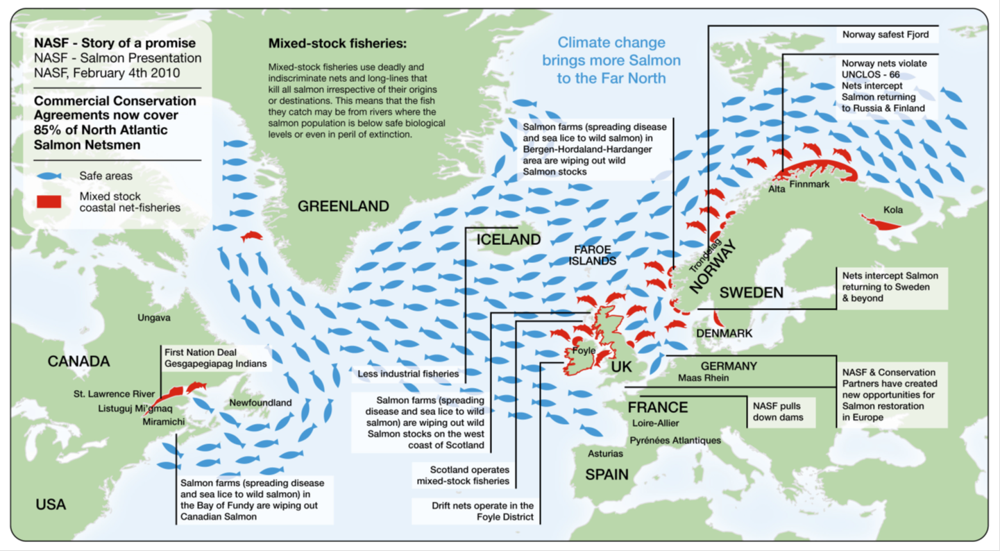 NASF - Story of a promise
NASF - Salmon Presentation
NASF, February 4th 2010
Commercial Conservation
Agreements now cover
85% of North Atlantic
Salmon Netsmen
Safe areas
Mixed stock
coastal net-fisheries
Mixed-stock fisheries:
Mixed-stock fisheries use deadly and
indiscriminate nets and long-lines that
kill all salmon irrespective of their origins
or destinations. This means that the fish
they catch may be from rivers where the
salmon population is below safe biological
levels or even in peril of extinction.
Climate change
brings more Salmon
to the Far North
Norway safest Fjord
Norway nets violate
UNCLOS - 66
Nets intercept
Salmon returning
to Russia & Finland
Salmon farms (spreading disease
and sea lice to wild salmon) in
Bergen-Hordaland-Hardanger
area are wiping out wild
Salmon stocks
Alta
Finnmark
Kola
GREENLAND
ICELAND
FAROE
ISLANDS
Trondelag
NORWAY
SWEDEN
Nets intercept Salmon
returning to Sweden
& beyond
DENMARK
Ungava
CANADA
First Nation Deal
Gesgapegiapag Indians
St. Lawrence River
Listuguj Mi'gmaq
Miramichi
Newfoundland
USA
Salmon farms (spreading disease
and sea lice to wild salmon) in
the Bay of Fundy are wiping out
Canadian Salmon
Less industrial fisheries
Salmon farms (spreading
disease and sea lice to wild
salmon) are wiping out wild
Salmon stocks on the west
coast of Scotland
Scotland operates
mixed-stock fisheries
Drift nets operate in the
Foyle District
Foyle
UK
GERMANY
Maas Rhein
NASF & Conservation
Partners have created
new opportunities for
Salmon restoration
in Europe
FRANCE
Loire-Allier
NASF pulls
down dams
Pyrénées Atlantiques
Asturias
SPAIN